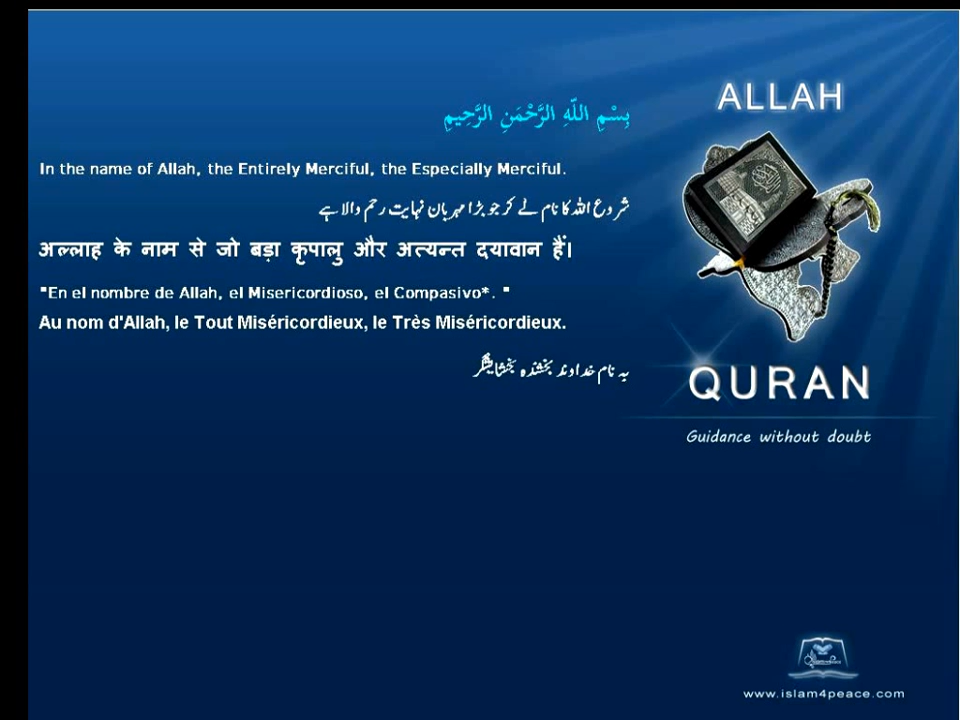 بِسْمِ اللّهِ الرَّحْمَنِ الرَّحِيمِ
In the name of Allah, the Entirely Merciful, the Especially Merciful.
شروع الله کا نام لے کر جو بڑا مہربان نہایت رحم والا ہے
अल्लाह के नाम से जो बड़ा कृपालु और अत्यन्त दयावान हैं।
"En el nombre de Allah, el Misericordioso, el Compasivo*. "
Au nom d'Allah, le Tout Miséricordieux, le Très Miséricordieux.
به نام خداوند بخشنده بخشایشگر
ALLAH
QURAN
Guidance without doubt
www.islam4peace.com